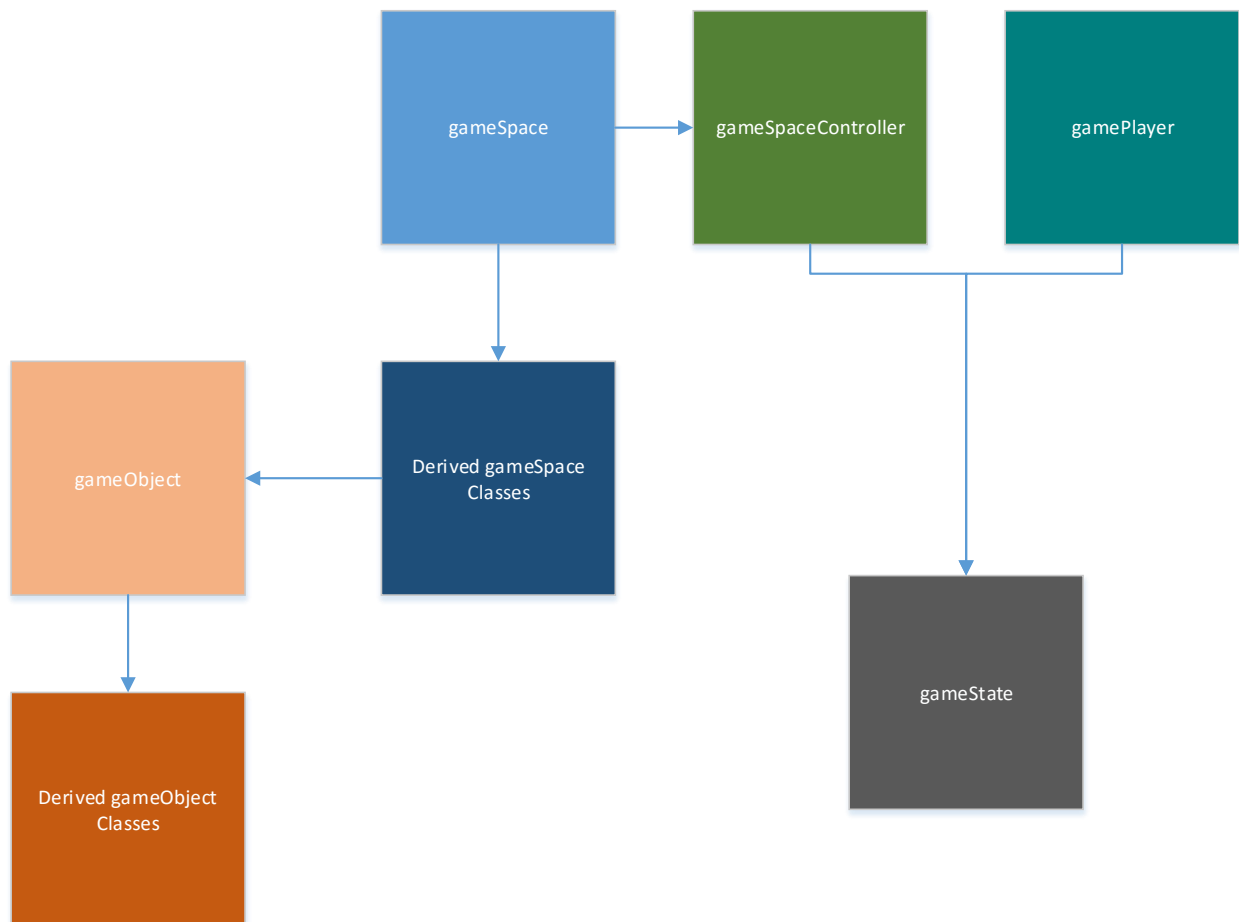 gameSpace
gameSpaceController
gamePlayer
gameObject
Derived gameSpace
Classes
Derived gameObject
Classes
gameState